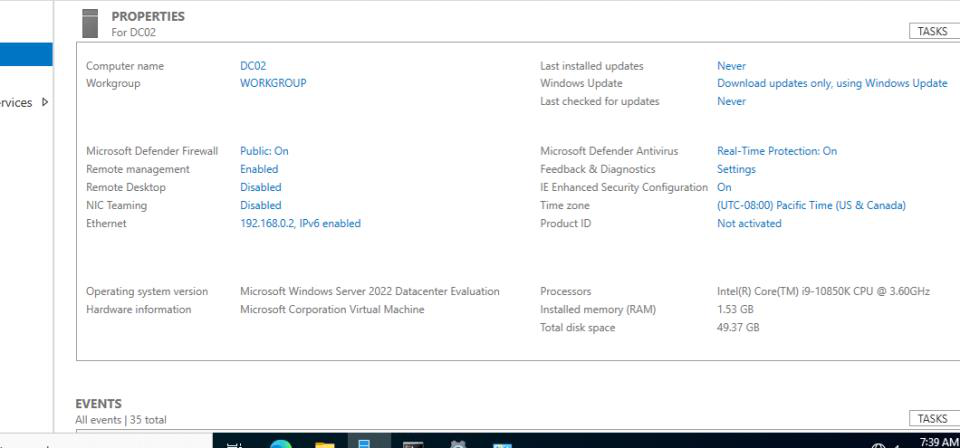 PROPERTIES
For DC02
TASKS
Computer name DC02 Last installed updates Never
Workgroup WORKGROUP Windows Update Download updates only, using Windows Update
Last checked for updates Never
rvices
Microsoft Defender Firewall Public: On Microsoft Defender Antivirus Real-Time Protection: On
Remote management Enabled Feedback & Diagnostics Settings
Remote Desktop Disabled IE Enhanced Security Configuration On
NIC Teaming Disabled Time zone (UTC-08:00) Pacific Time (US & Canada)
Ethernet 192.168.0.2, IPv6 enabled Product ID Not activated
Operating system version Microsoft Windows Server 2022 Datacenter Evaluation Processors Intel(R) Core(TM) i9-10850K CPU @ 3.60GHz
Hardware information Microsoft Corporation Virtual Machine Installed memory (RAM) 1.53 GB
Total disk space 49.37 GB
EVENTS
All events | 35 total
TASKS
7:39 AM